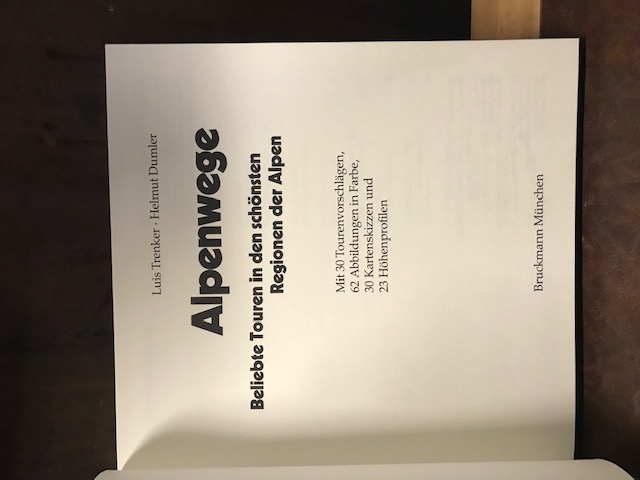 Luis Trenker · Helmut Dumler
Alpenwege
Beliebte Touren in den schönsten
Regionen der Alpen
Mit 30 Tourenvorschlägen,
62 Abbildungen in Farbe,
30 Kartenskizzen und
23 Höhenprofilen
Bruckmann München